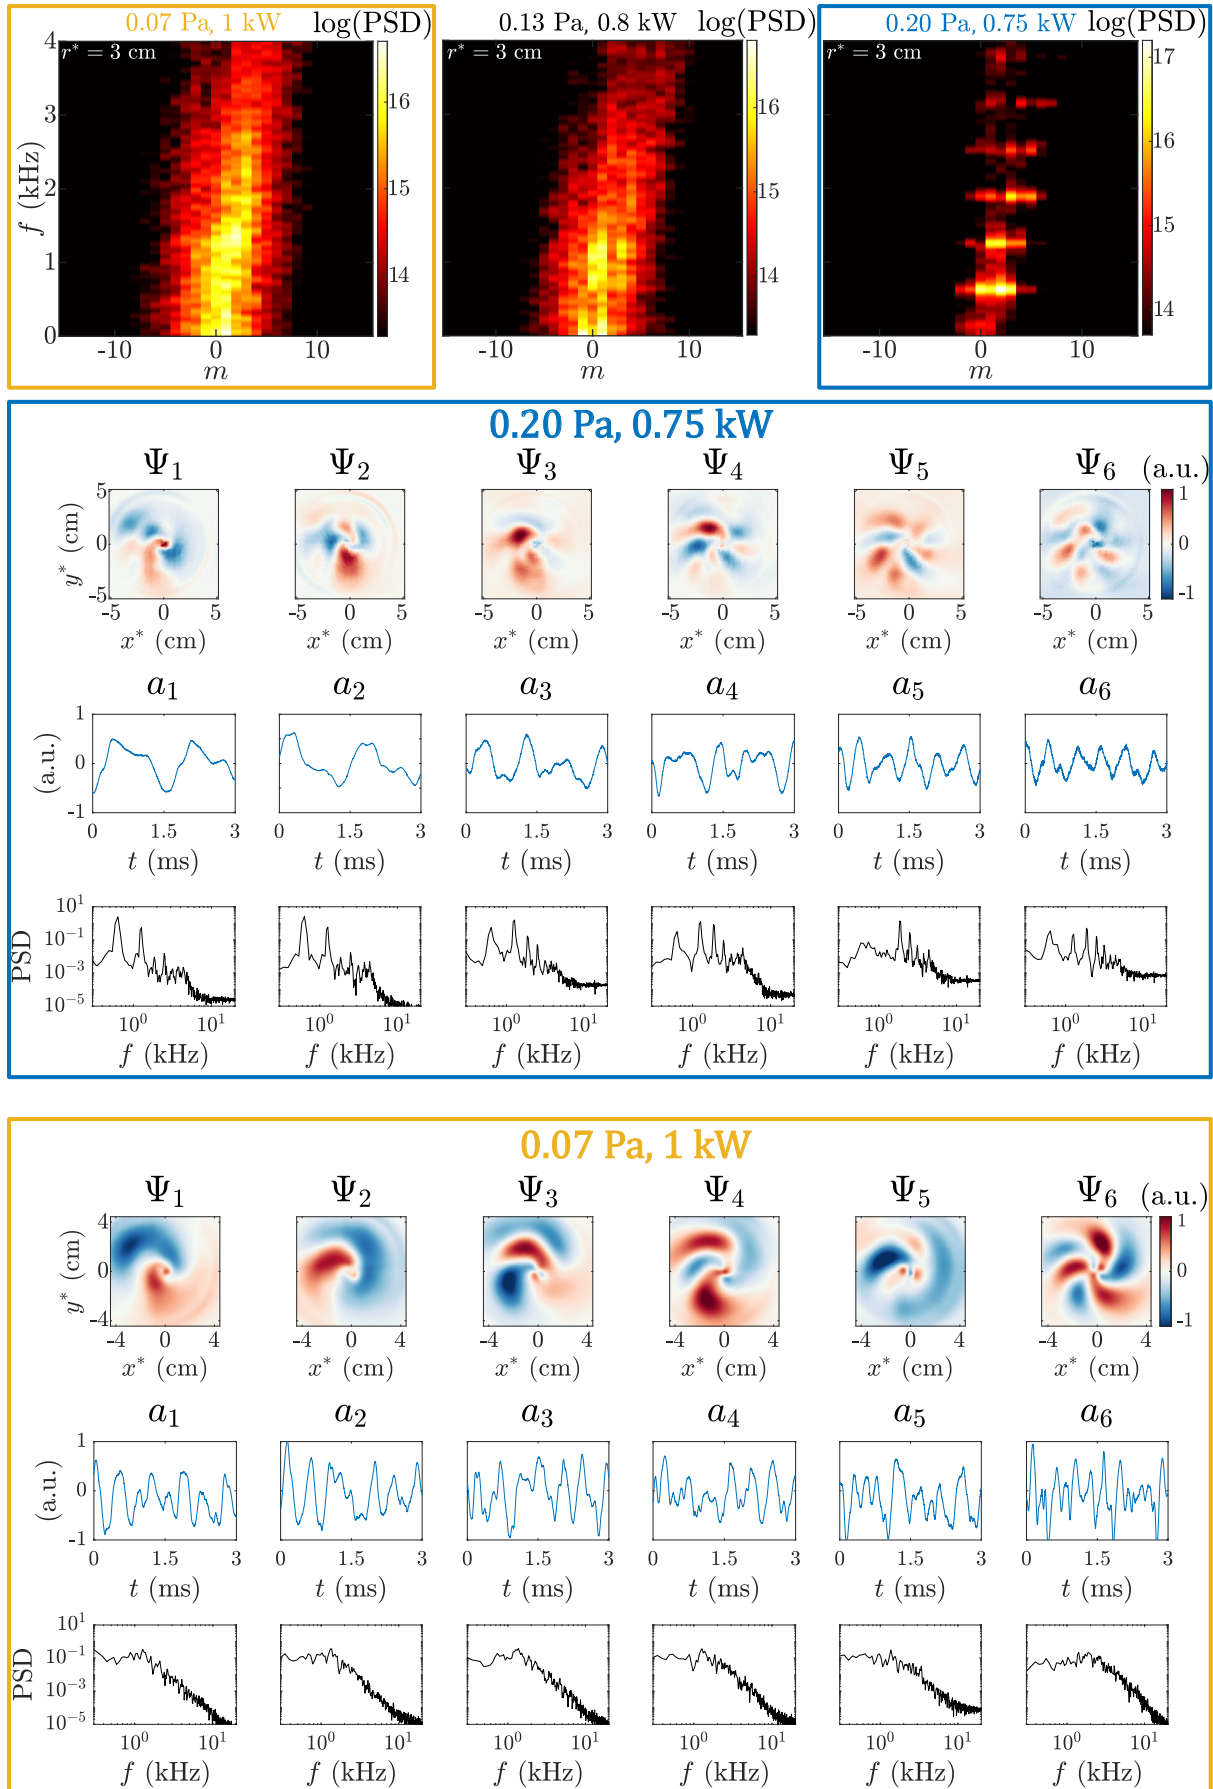 0.07 Pa, 1 kW log(PSD) 0.13 Pa, 0.8 kW log(PSD) 0.20 Pa, 0.75 kW log(PSD)
r* = 3 cm r* = 3 cm r* = 3 cm
4 3 2 1 0
f (kHz)
16 15 14
16 15 14
17 16 15 14
-10 0 10 -10 0 10 -10 0 10
m m m
0.20 Pa, 0.75 kW
Ψ1 Ψ2 Ψ3 Ψ4 Ψ5 Ψ6 (a.u.)
5 0 -5
y* (cm)
1 0 -1
-5 0 5 -5 0 5 -5 0 5 -5 0 5 -5 0 5 -5 0 5
x* (cm) x* (cm) x* (cm) x* (cm) x* (cm) x* (cm)
a1 a2 a3 a4 a5 a6
1 0 -1
(a.u.)
0 1.5 3 0 1.5 3 0 1.5 3 0 1.5 3 0 1.5 3 0 1.5 3
t (ms) t (ms) t (ms) t (ms) t (ms) t (ms)
10^1 10^-1 10^-3 10^-5
PSD
10^0 10^1 10^0 10^1 10^0 10^1 10^0 10^1 10^0 10^1 10^0 10^1
f (kHz) f (kHz) f (kHz) f (kHz) f (kHz) f (kHz)
0.07 Pa, 1 kW
Ψ1 Ψ2 Ψ3 Ψ4 Ψ5 Ψ6 (a.u.)
4 0 -4
y* (cm)
1 0 -1
-4 0 4 -4 0 4 -4 0 4 -4 0 4 -4 0 4 -4 0 4
x* (cm) x* (cm) x* (cm) x* (cm) x* (cm) x* (cm)
a1 a2 a3 a4 a5 a6
1 0 -1
(a.u.)
0 1.5 3 0 1.5 3 0 1.5 3 0 1.5 3 0 1.5 3 0 1.5 3
t (ms) t (ms) t (ms) t (ms) t (ms) t (ms)
10^1 10^-1 10^-3 10^-5
PSD
10^0 10^1 10^0 10^1 10^0 10^1 10^0 10^1 10^0 10^1 10^0 10^1
f (kHz) f (kHz) f (kHz) f (kHz) f (kHz) f (kHz)